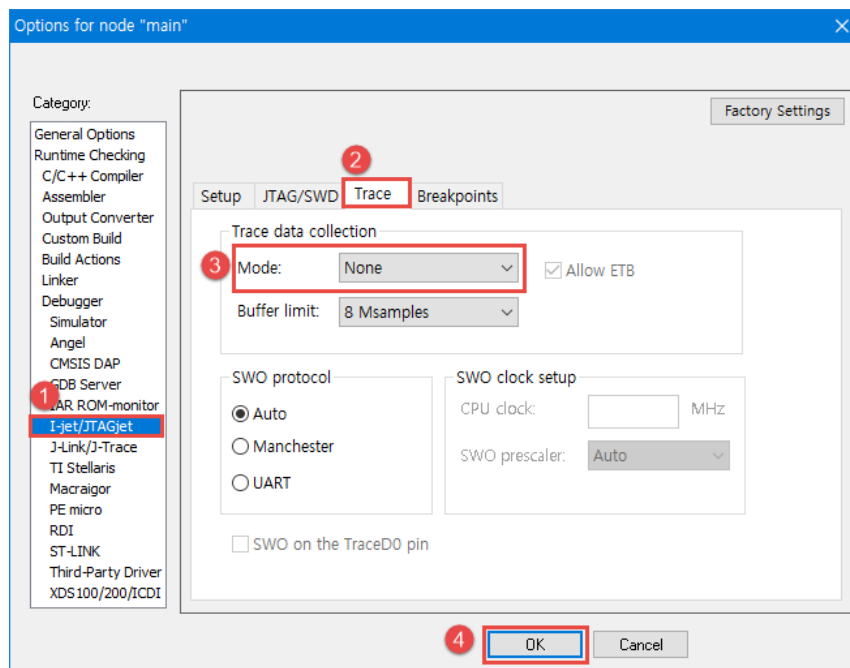 Options for node "main"
Category:
Factory Settings
General Options
Runtime Checking
C/C++ Compiler
Assembler
Output Converter
Custom Build
Build Actions
Linker
Debugger
Simulator
Angel
CMSIS DAP
GDB Server
IAR ROM-monitor
1
I-jet/JTAGjet
J-Link/J-Trace
TI Stellaris
Macraigor
PE micro
RDI
ST-LINK
Third-Party Driver
XDS100/200/ICDI
2
Setup JTAG/SWD Trace Breakpoints
Trace data collection
3 Mode: None Allow ETB
Buffer limit: 8 Msamples
SWO protocol
Auto
Manchester
UART
SWO clock setup
CPU clock: MHz
SWO prescaler: Auto
SWO on the TraceD0 pin
4 OK Cancel